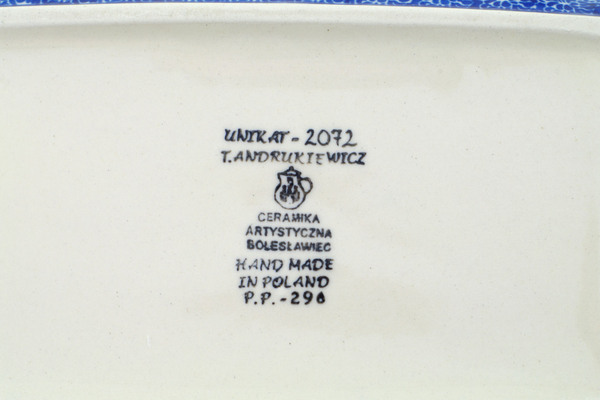 UNIKAT - 2072
T. ANDRUKIEWICZ
CERAMIKA
ARTYSTYCZNA
BOLESŁAWIEC
HAND MADE
IN POLAND
P.P. - 296